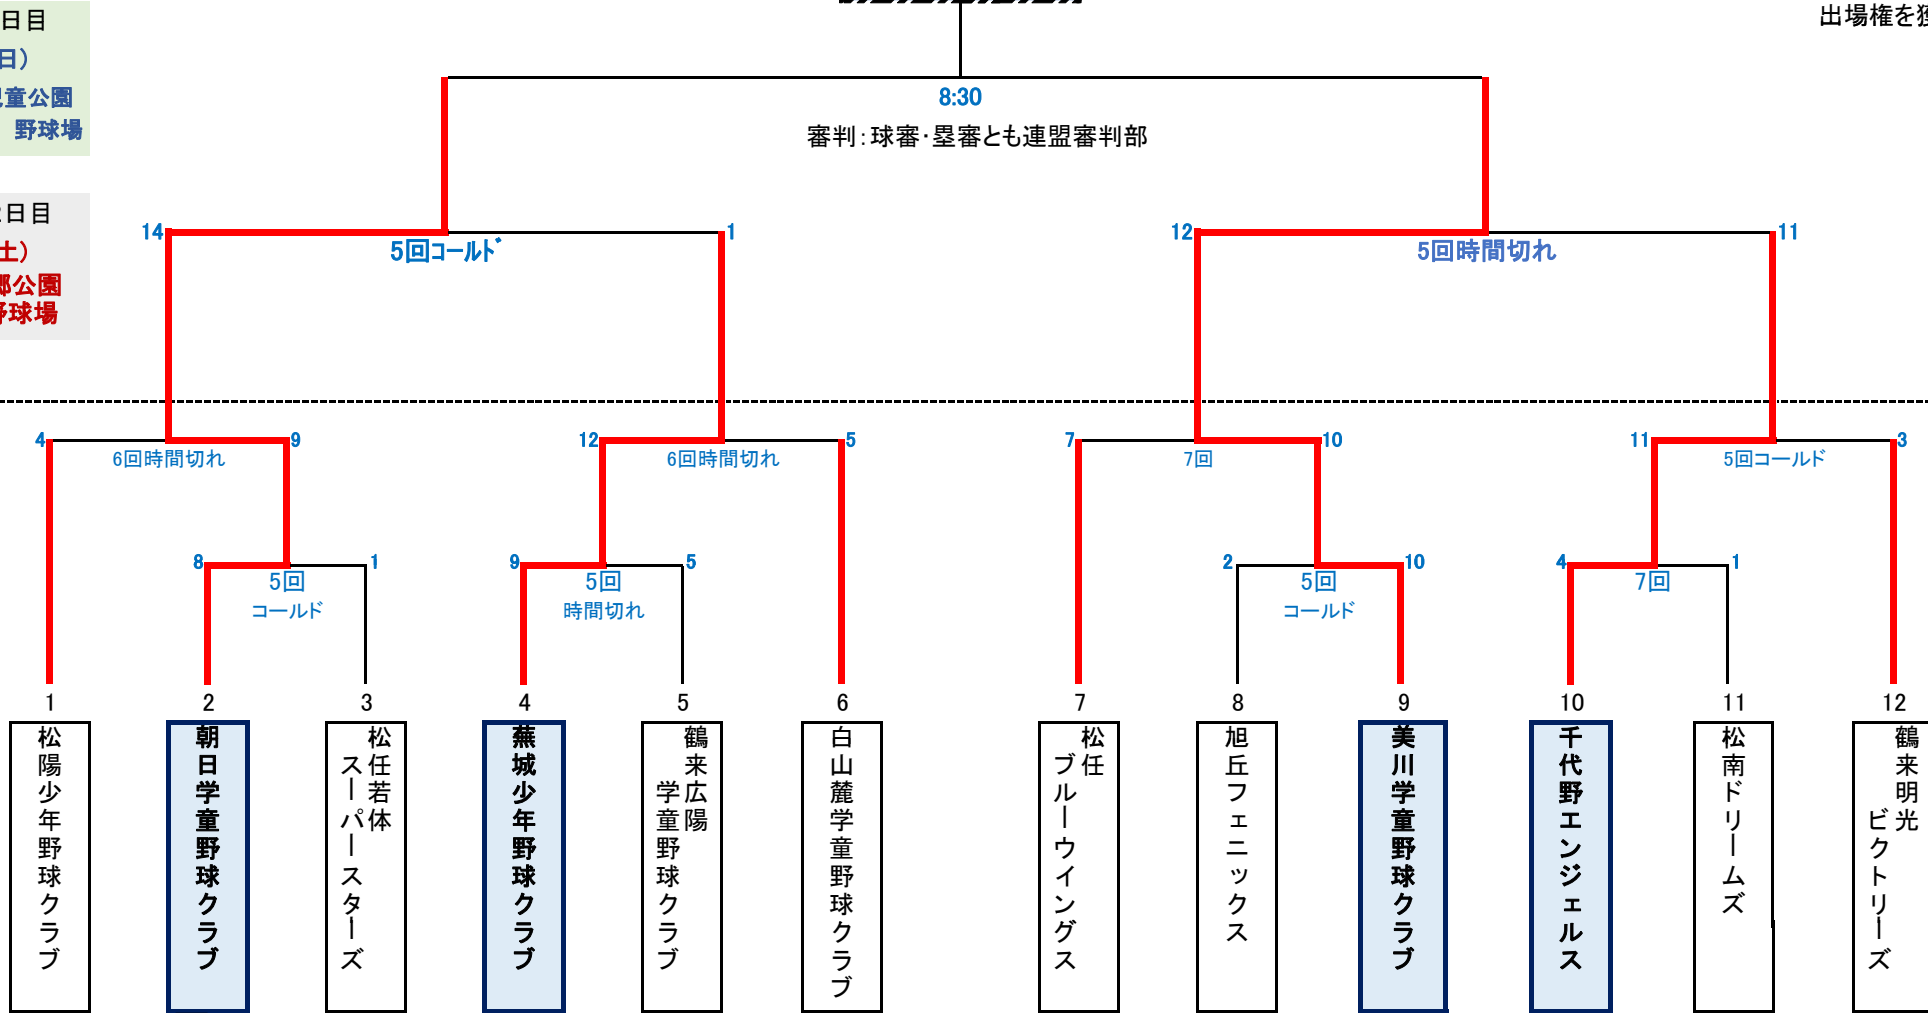 日目
日）
児童公園
野球場
出場権を獲
8:30
審判：球審・塁審とも連盟審判部
日目
土）
郷公園
野球場
14
1
5回コールド
12
11
5回時間切れ
4
9
6回時間切れ
12
5
6回時間切れ
7
10
7回
11
3
5回コールド
8
1
5回
コールド
9
5
5回
時間切れ
2
10
5回
コールド
4
1
7回
1
2
3
4
5
6
7
8
9
10
11
12
松陽少年野球クラブ
朝日学童野球クラブ
松任若体
スーパースターズ
蕪城少年野球クラブ
鶴来広陽
学童野球クラブ
白山麓学童野球クラブ
松任
ブルーウイングス
旭丘フェニックス
美川学童野球クラブ
千代野エンジェルス
松南ドリームズ
鶴来明光
ビクトリーズ